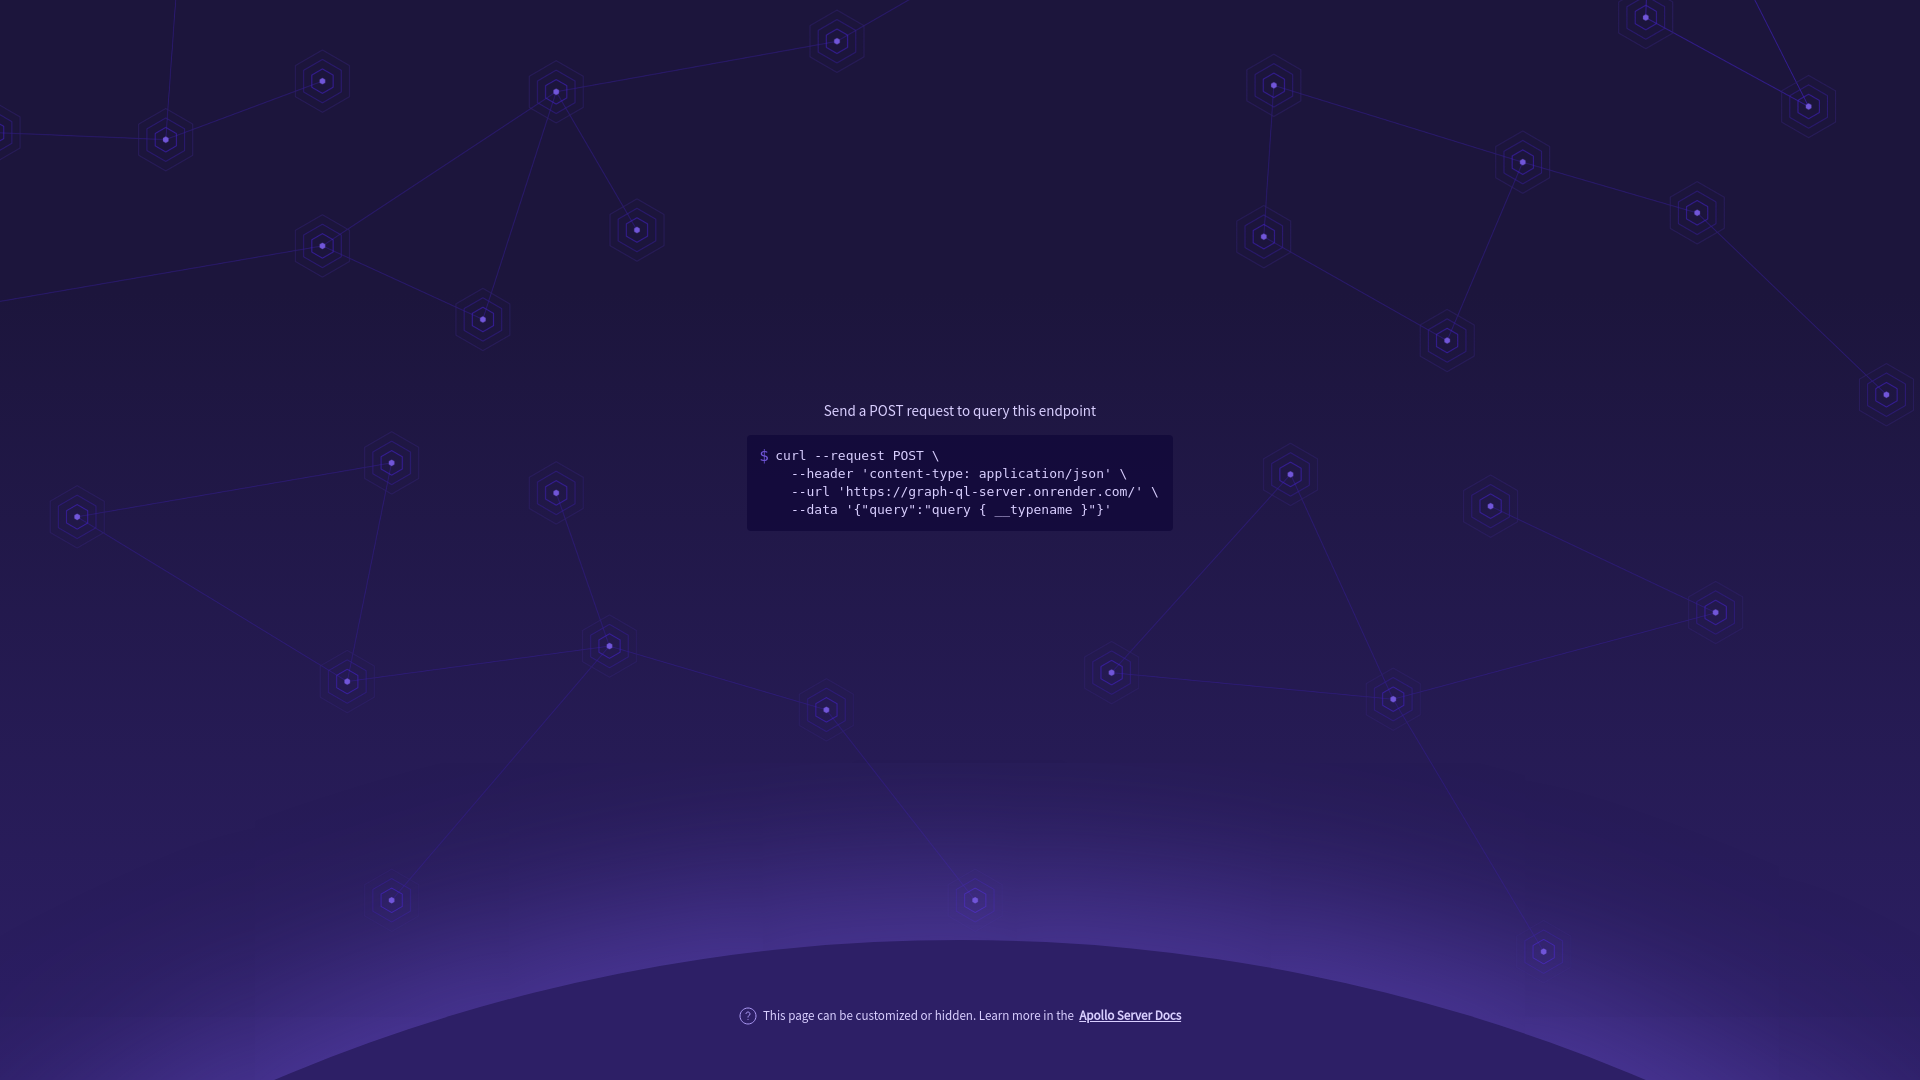 Send a POST request to query this endpoint
$ curl --request POST \
--header 'content-type: application/json' \
--url 'https://graph-ql-server.onrender.com/' \
--data '{"query":"query { __typename }"}'
? This page can be customized or hidden. Learn more in the Apollo Server Docs